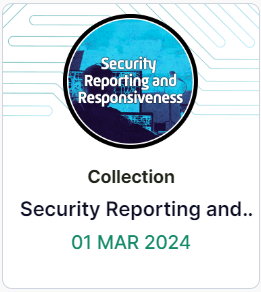 Security
Reporting and
Responsiveness
Collection
Security Reporting and..
01 MAR 2024